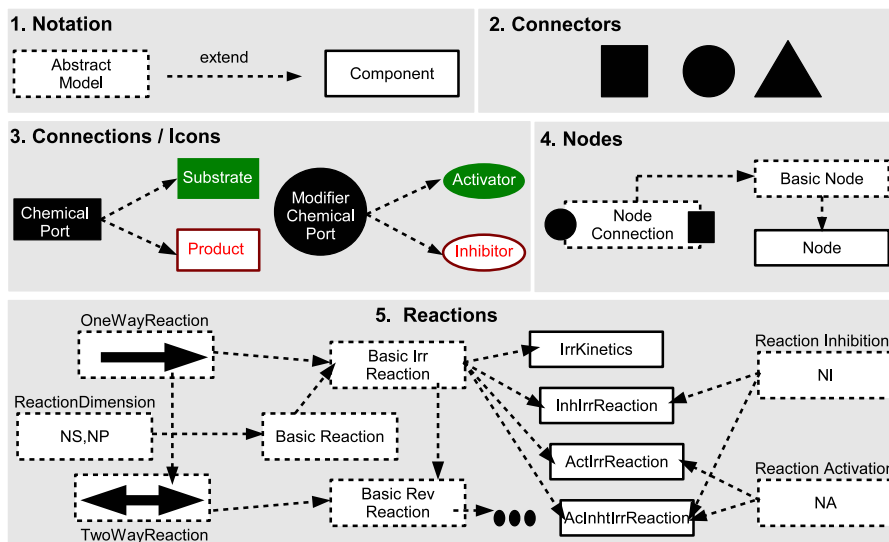 1. Notation
Abstract
Model
extend
Component
2. Connectors
3. Connections / Icons
Chemical
Port
Substrate
Product
Modifier
Chemical
Port
Activator
Inhibitor
4. Nodes
Node
Connection
Basic Node
Node
5. Reactions
OneWayReaction
ReactionDimension
NS,NP
TwoWayReaction
Basic Reaction
Basic Irr
Reaction
Basic Rev
Reaction
IrrKinetics
InhIrrReaction
ActIrrReaction
AcInhtIrrReaction
Reaction Inhibition
NI
Reaction Activation
NA